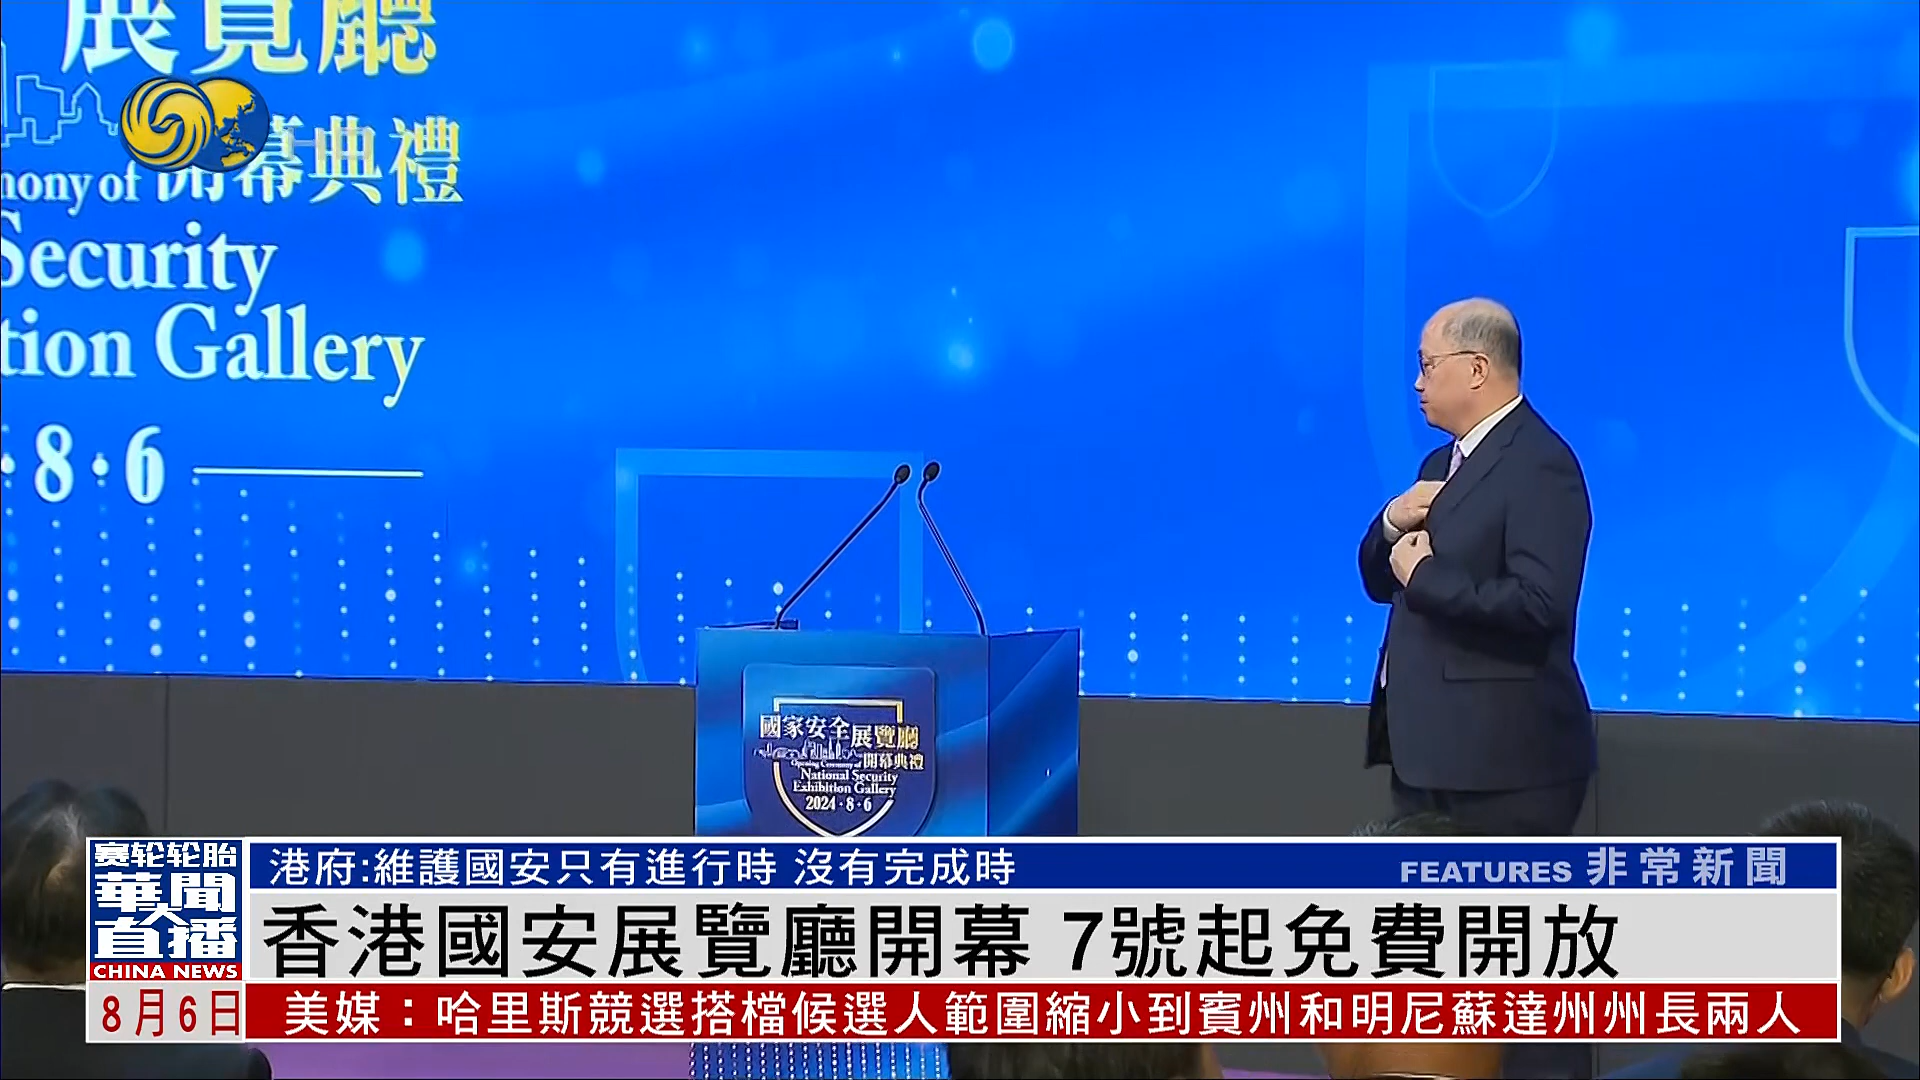 展覽廳
mony of 開幕典禮
Security
tion Gallery
·8·6
國家安全展覽廳
Opening Ceremony of 開幕典禮
National Security
Exhibition Gallery
2024·8·6
赛轮轮胎
華聞大直播
CHINA NEWS
8月6日
港府:維護國安只有進行時 沒有完成時
FEATURES 非常新聞
香港國安展覽廳開幕 7號起免費開放
美媒：哈里斯競選搭檔候選人範圍縮小到賓州和明尼蘇達州州長兩人